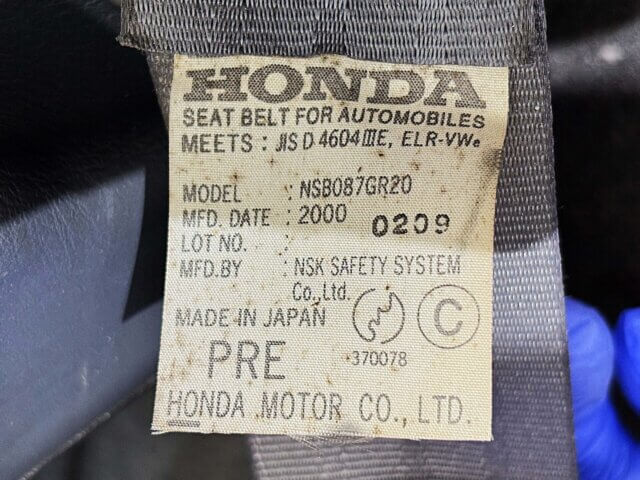 HONDA
SEAT BELT FOR AUTOMOBILES
MEETS : JIS D 4604 ⅢE, ELR-VWe
MODEL : NSB087GR20
MFD. DATE : 2000 0209
LOT NO. :
MFD.BY : NSK SAFETY SYSTEM
Co.,Ltd.
MADE IN JAPAN
C
PRE
370078
HONDA MOTOR CO., LTD.